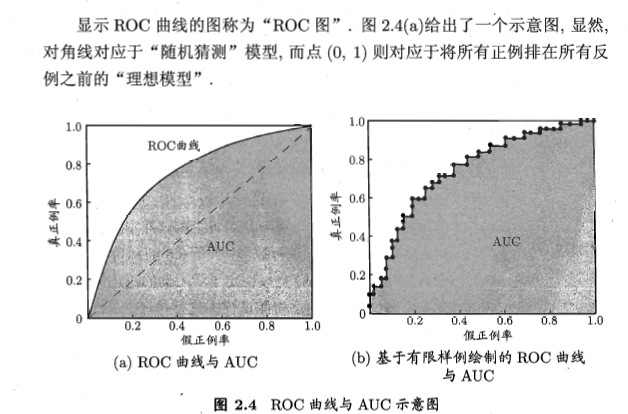 显示 ROC 曲线的图称为“ROC 图”. 图 2.4(a)给出了一个示意图, 显然,
对角线对应于“随机猜测”模型, 而点 (0, 1) 则对应于将所有正例排在所有反
例之前的“理想模型”.
1.0
0.8
0.6
0.4
0.2
0
真正例率
ROC曲线
AUC
0.2 0.4 0.6 0.8 1.0
假正例率
(a) ROC 曲线与 AUC
1.0
0.8
0.6
0.4
0.2
0
真正例率
AUC
0.2 0.4 0.6 0.8 1.0
假正例率
(b) 基于有限样例绘制的 ROC 曲线
与 AUC
图 2.4 ROC 曲线与 AUC 示意图